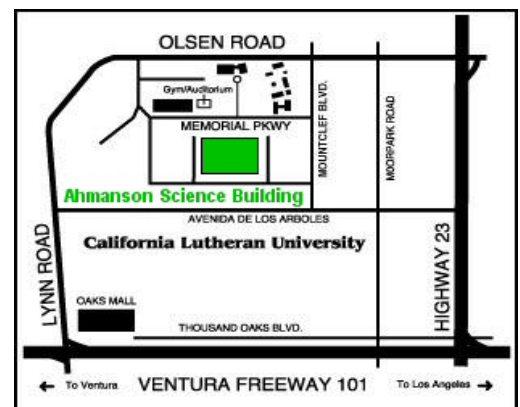 OLSEN ROAD
Gym/Auditorium
MEMORIAL PKWY
MOUNTCLEF BLVD.
MOORPARK ROAD
Ahmanson Science Building
AVENIDA DE LOS ARBOLES
California Lutheran University
LYNN ROAD
HIGHWAY 23
OAKS MALL
THOUSAND OAKS BLVD.
To Ventura
VENTURA FREEWAY 101
To Los Angeles